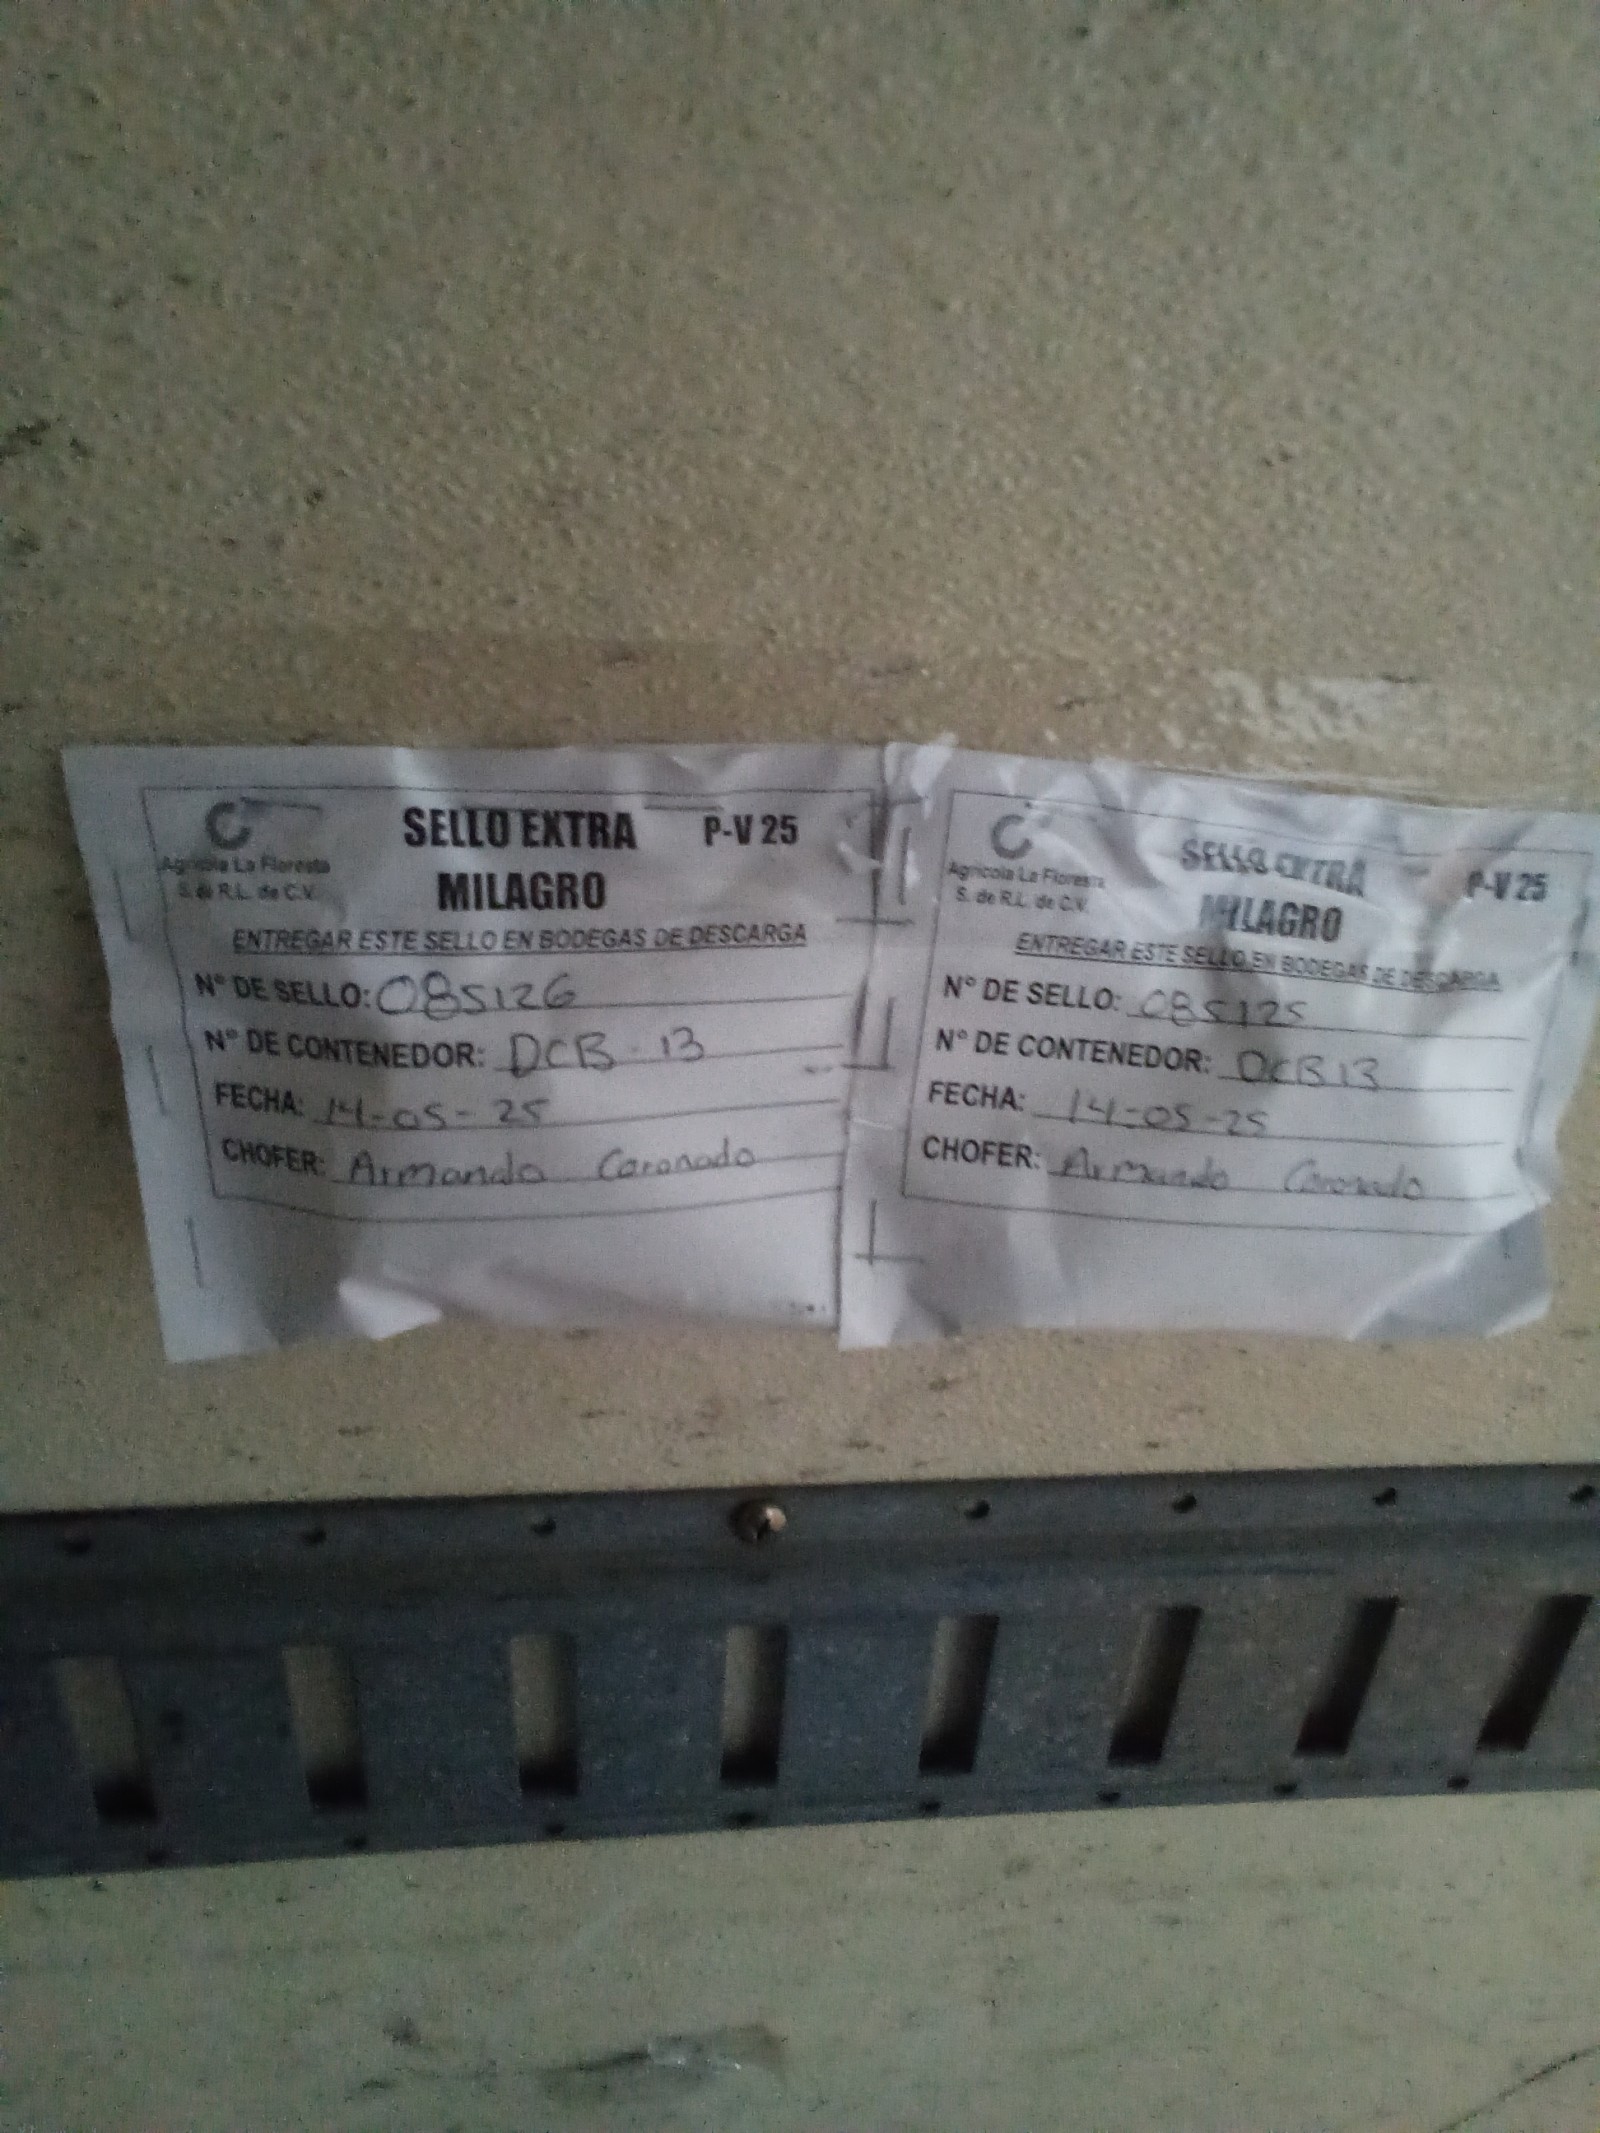 Agrícola La Floresta
S. de R.L. de C.V.
SELLO EXTRA
P-V 25
MILAGRO
ENTREGAR ESTE SELLO EN BODEGAS DE DESCARGA
N° DE SELLO: 085126
N° DE CONTENEDOR: DCB-13
FECHA: 14-05-25
CHOFER: Armando Coronado
Agrícola La Floresta
S. de R.L. de C.V.
SELLO EXTRA
P-V 25
MILAGRO
ENTREGAR ESTE SELLO EN BODEGAS DE DESCARGA
N° DE SELLO: 085125
N° DE CONTENEDOR: DCB 13
FECHA: 14-05-25
CHOFER: Armando Coronado